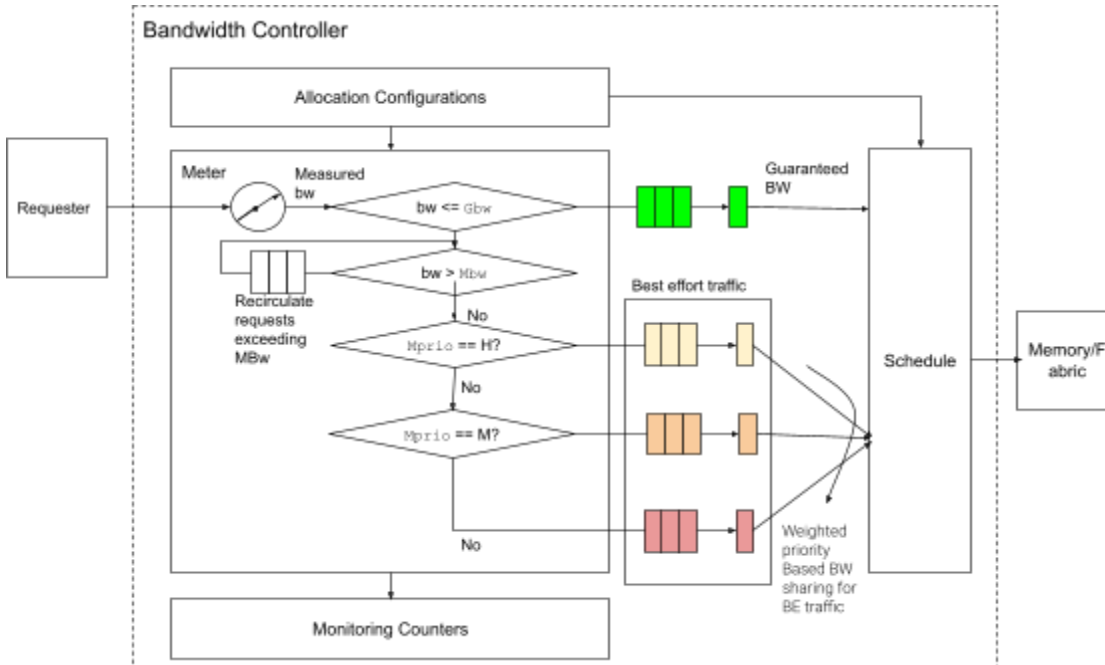 Bandwidth Controller
Allocation Configurations
Requester
Meter
Measured
bw
bw <= Gbw
Guaranteed
BW
bw > Mbw
Recirculate
requests
exceeding
MBw
No
Best effort traffic
Mprio == H?
No
Mprio == M?
No
Schedule
Memory/F
abric
Weighted
priority
Based BW
sharing for
BE traffic
Monitoring Counters